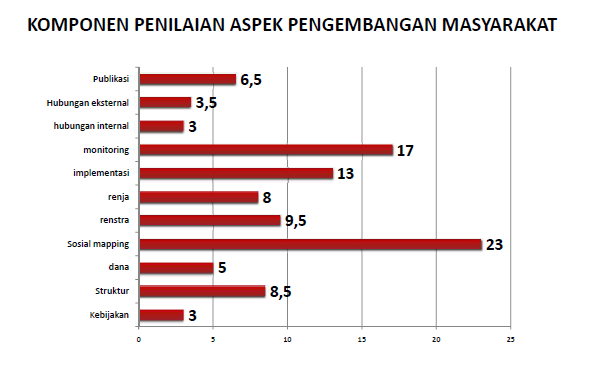 KOMPONEN PENILAIAN ASPEK PENGEMBANGAN MASYARAKAT
Publikasi 6,5
Hubungan eksternal 3,5
hubungan internal 3
monitoring 17
implementasi 13
renja 8
renstra 9,5
Sosial mapping 23
dana 5
Struktur 8,5
Kebijakan 3
0 5 10 15 20 25